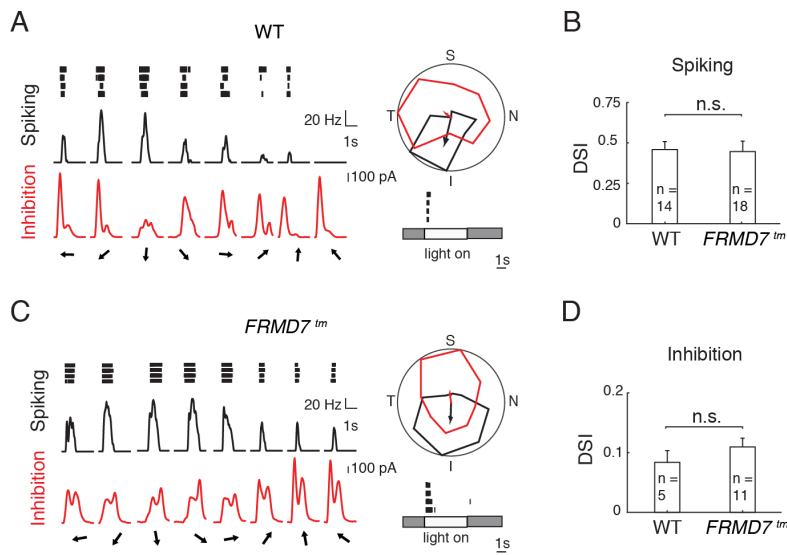 A
WT
Spiking
20 Hz
1s
Inhibition
100 pA
S
T
N
I
light on
1s
B
Spiking
n.s.
0.75
0.5
0.25
0
DSI
n =
14
n =
18
WT
FRMD7 tm
C
FRMD7 tm
Spiking
20 Hz
1s
Inhibition
100 pA
S
T
N
I
light on
1s
D
Inhibition
n.s.
0.2
0.1
0
DSI
n =
5
n =
11
WT
FRMD7 tm